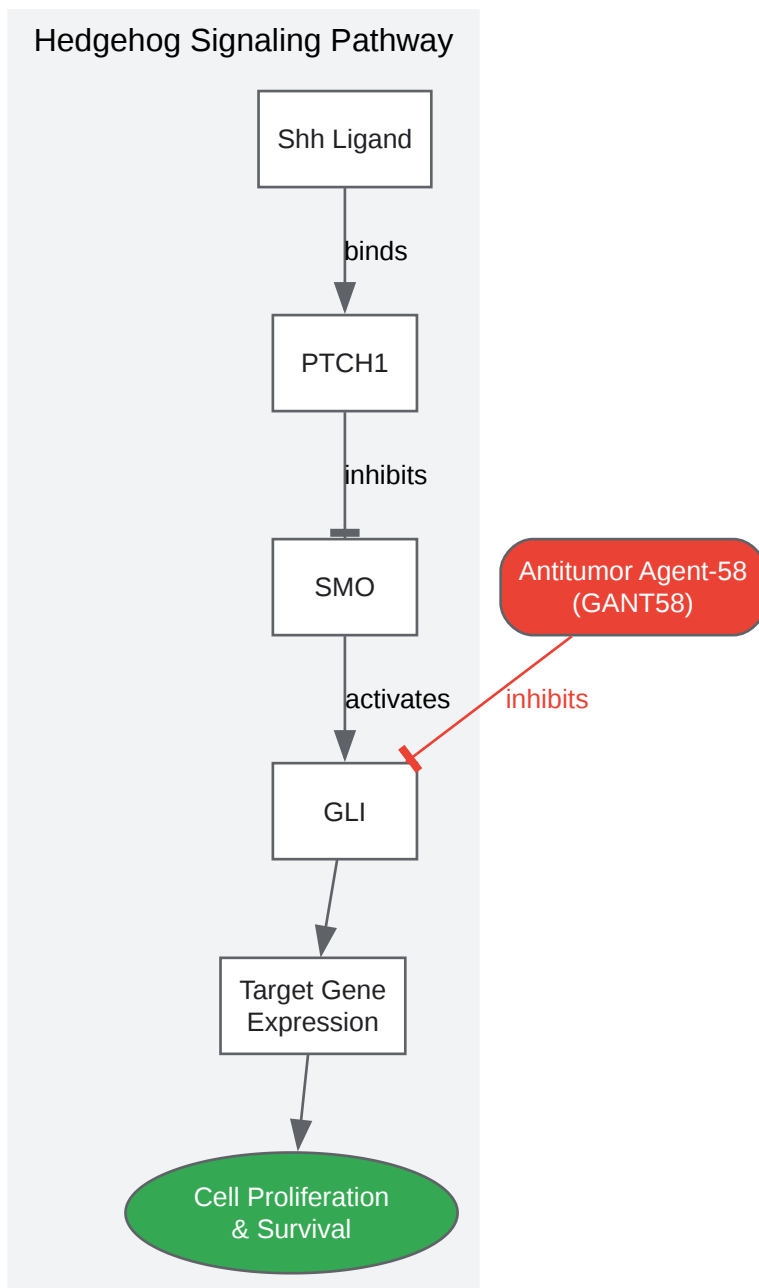 Hedgehog Signaling Pathway
Shh Ligand
binds
PTCH1
inhibits
SMO
Antitumor Agent-58
(GANT58)
activates
inhibits
GLI
Target Gene
Expression
Cell Proliferation
& Survival